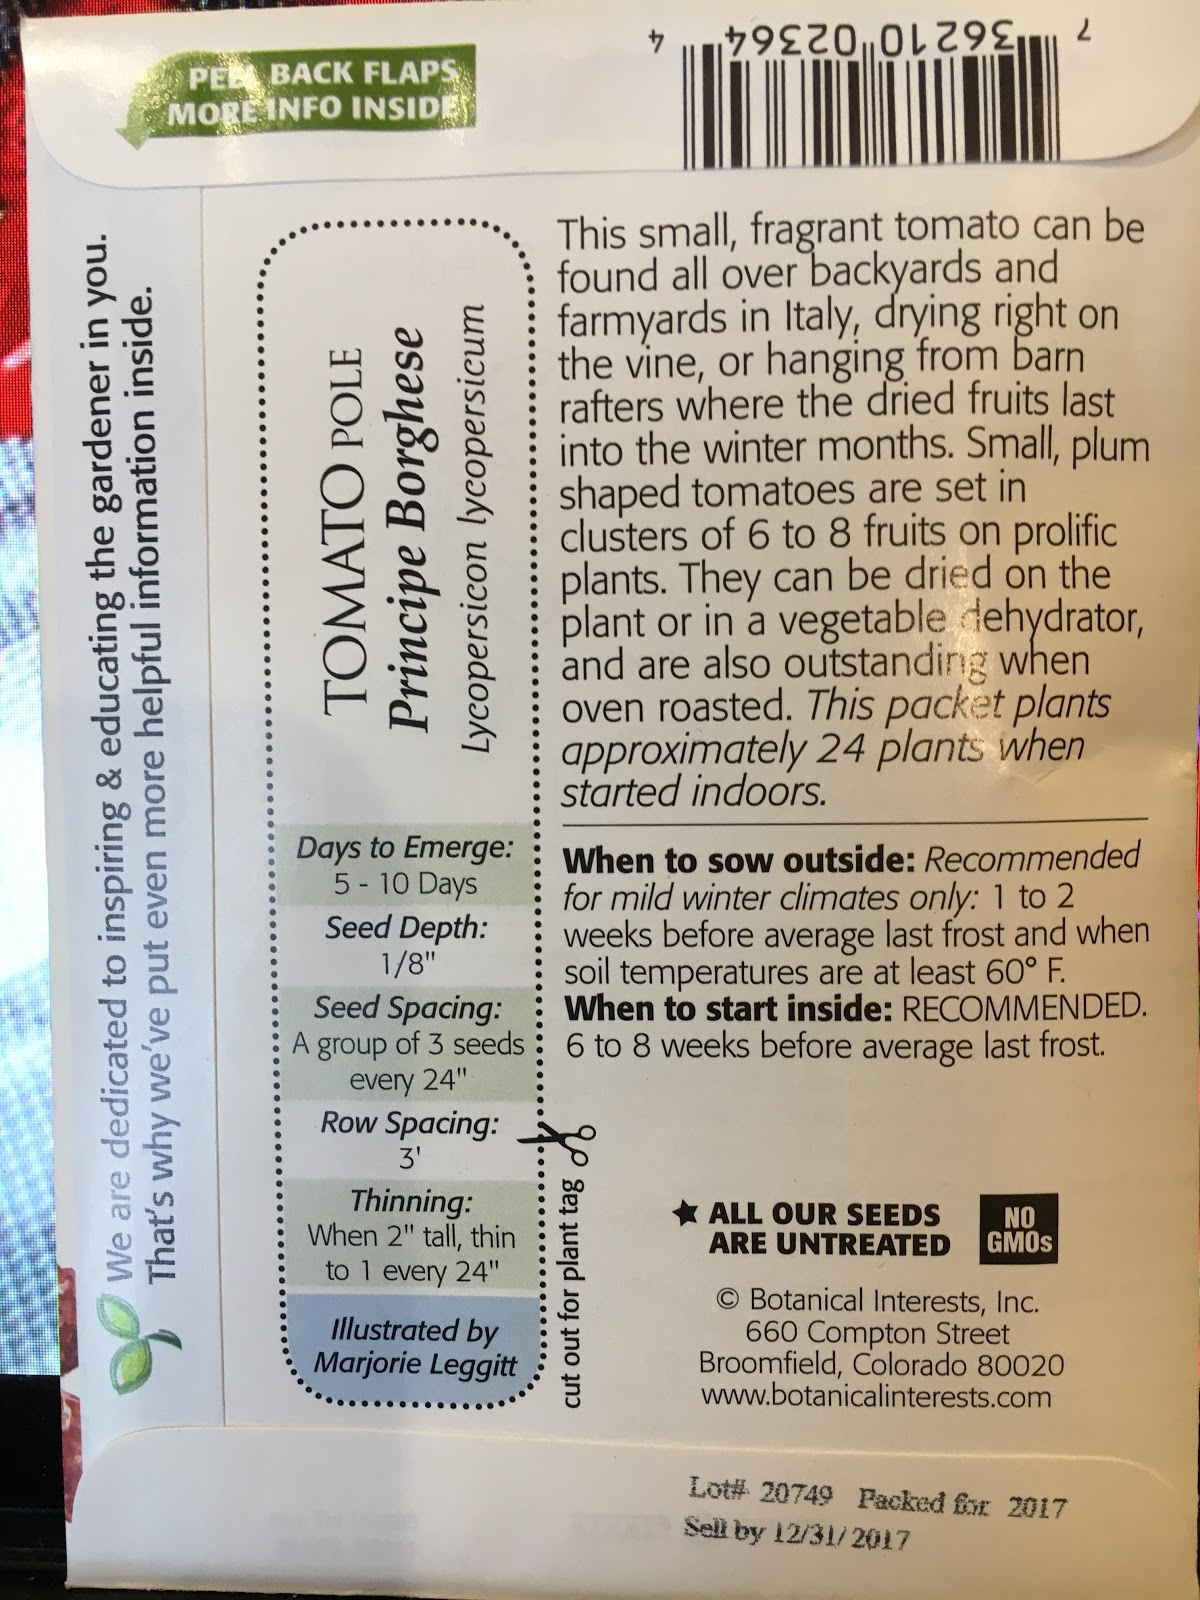 PEEL BACK FLAPS
MORE INFO INSIDE
7 36210 02364 4
We are dedicated to inspiring & educating the gardener in you.
That's why we've put even more helpful information inside.
TOMATO POLE
Principe Borghese
Lycopersicon lycopersicum
Days to Emerge:
5 - 10 Days
Seed Depth:
1/8"
Seed Spacing:
A group of 3 seeds
every 24"
Row Spacing:
3'
Thinning:
When 2" tall, thin
to 1 every 24"
Illustrated by
Marjorie Leggitt
cut out for plant tag
This small, fragrant tomato can be
found all over backyards and
farmyards in Italy, drying right on
the vine, or hanging from barn
rafters where the dried fruits last
into the winter months. Small, plum
shaped tomatoes are set in
clusters of 6 to 8 fruits on prolific
plants. They can be dried on the
plant or in a vegetable dehydrator,
and are also outstanding when
oven roasted. This packet plants
approximately 24 plants when
started indoors.
When to sow outside: Recommended
for mild winter climates only: 1 to 2
weeks before average last frost and when
soil temperatures are at least 60° F.
When to start inside: RECOMMENDED.
6 to 8 weeks before average last frost.
★ ALL OUR SEEDS
ARE UNTREATED
NO
GMOs
© Botanical Interests, Inc.
660 Compton Street
Broomfield, Colorado 80020
www.botanicalinterests.com
Lot# 20749 Packed for 2017
Sell by 12/31/2017